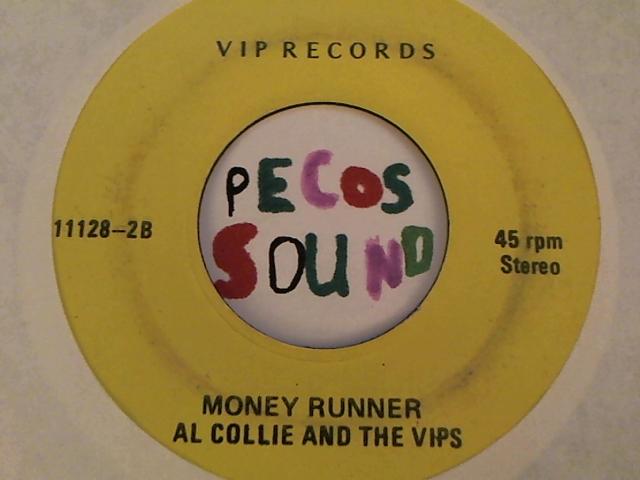 VIP RECORDS
PECOS
SOUND
11128-2B
45 rpm
Stereo
MONEY RUNNER
AL COLLIE AND THE VIPS